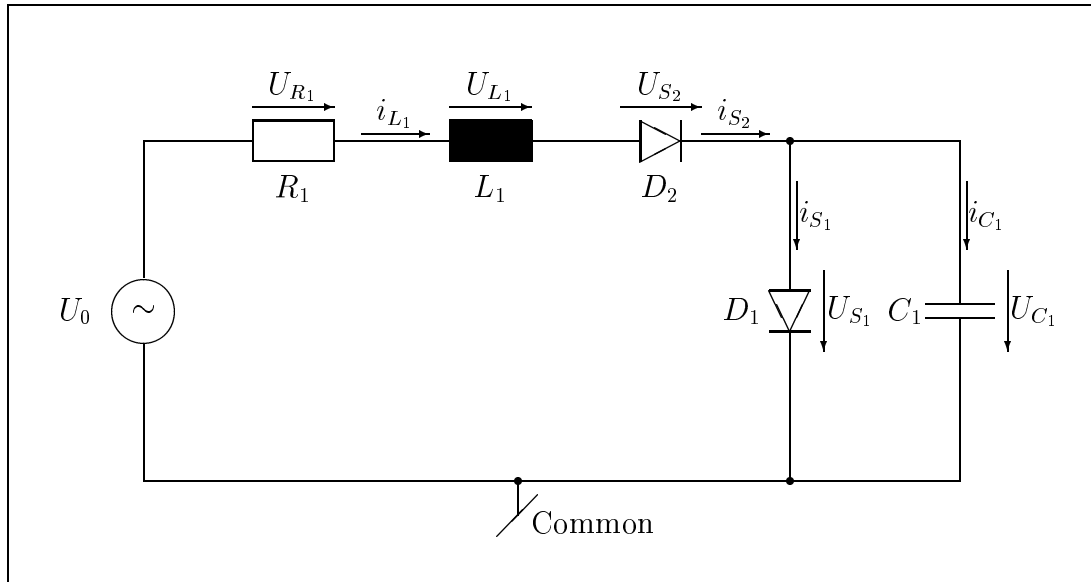 U_{R_1}
i_{L_1}
U_{L_1}
U_{S_2}
i_{S_2}
R_1
L_1
D_2
i_{S_1}
i_{C_1}
U_0
~
D_1
U_{S_1}
C_1
U_{C_1}
Common